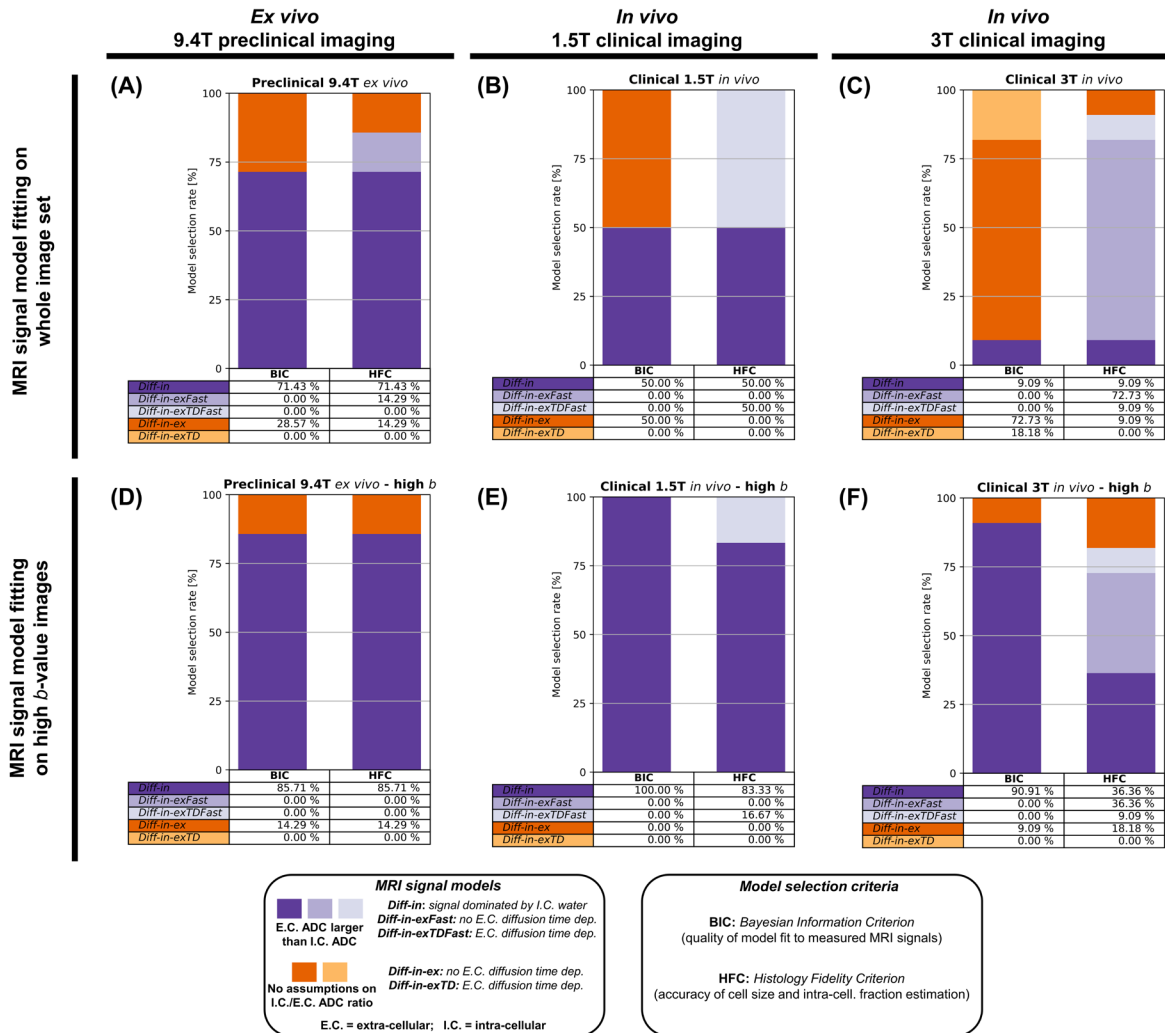 Ex vivo
9.4T preclinical imaging
In vivo
1.5T clinical imaging
In vivo
3T clinical imaging
MRI signal model fitting on
whole image set
(A)
Preclinical 9.4T ex vivo
Model selection rate [%]
100
75
50
25
0
BIC HFC
Diff-in 71.43 % 71.43 %
Diff-in-exFast 0.00 % 14.29 %
Diff-in-exTDFast 0.00 % 0.00 %
Diff-in-ex 28.57 % 14.29 %
Diff-in-exTD 0.00 % 0.00 %
(B)
Clinical 1.5T in vivo
Model selection rate [%]
100
75
50
25
0
BIC HFC
Diff-in 50.00 % 50.00 %
Diff-in-exFast 0.00 % 0.00 %
Diff-in-exTDFast 0.00 % 50.00 %
Diff-in-ex 50.00 % 0.00 %
Diff-in-exTD 0.00 % 0.00 %
(C)
Clinical 3T in vivo
Model selection rate [%]
100
75
50
25
0
BIC HFC
Diff-in 9.09 % 9.09 %
Diff-in-exFast 0.00 % 72.73 %
Diff-in-exTDFast 0.00 % 9.09 %
Diff-in-ex 72.73 % 9.09 %
Diff-in-exTD 18.18 % 0.00 %
MRI signal model fitting
on high b-value images
(D)
Preclinical 9.4T ex vivo - high b
Model selection rate [%]
100
75
50
25
0
BIC HFC
Diff-in 85.71 % 85.71 %
Diff-in-exFast 0.00 % 0.00 %
Diff-in-exTDFast 0.00 % 0.00 %
Diff-in-ex 14.29 % 14.29 %
Diff-in-exTD 0.00 % 0.00 %
(E)
Clinical 1.5T in vivo - high b
Model selection rate [%]
100
75
50
25
0
BIC HFC
Diff-in 100.00 % 83.33 %
Diff-in-exFast 0.00 % 0.00 %
Diff-in-exTDFast 0.00 % 16.67 %
Diff-in-ex 0.00 % 0.00 %
Diff-in-exTD 0.00 % 0.00 %
(F)
Clinical 3T in vivo - high b
Model selection rate [%]
100
75
50
25
0
BIC HFC
Diff-in 90.91 % 36.36 %
Diff-in-exFast 0.00 % 36.36 %
Diff-in-exTDFast 0.00 % 9.09 %
Diff-in-ex 9.09 % 18.18 %
Diff-in-exTD 0.00 % 0.00 %
MRI signal models
E.C. ADC larger
than I.C. ADC
Diff-in: signal dominated by I.C. water
Diff-in-exFast: no E.C. diffusion time dep.
Diff-in-exTDFast: E.C. diffusion time dep.
No assumptions on
I.C./E.C. ADC ratio
Diff-in-ex: no E.C. diffusion time dep.
Diff-in-exTD: E.C. diffusion time dep.
E.C. = extra-cellular; I.C. = intra-cellular
Model selection criteria
BIC: Bayesian Information Criterion
(quality of model fit to measured MRI signals)
HFC: Histology Fidelity Criterion
(accuracy of cell size and intra-cell. fraction estimation)